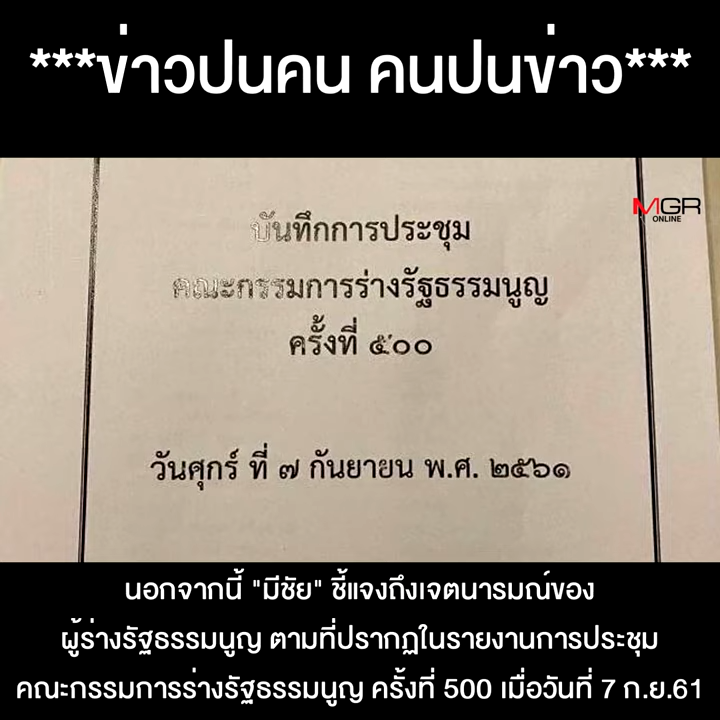 ***ข่าวปนคน คนปนข่าว***
MGR
ONLINE
บันทึกการประชุม
คณะกรรมการร่างรัฐธรรมนูญ
ครั้งที่ ๕๐๐
วันศุกร์ ที่ ๗ กันยายน พ.ศ. ๒๕๖๑
นอกจากนี้ "มีชัย" ชี้แจงถึงเจตนารมณ์ของ
ผู้ร่างรัฐธรรมนูญ ตามที่ปรากฏในรายงานการประชุม
คณะกรรมการร่างรัฐธรรมนูญ ครั้งที่ 500 เมื่อวันที่ 7 ก.ย.61